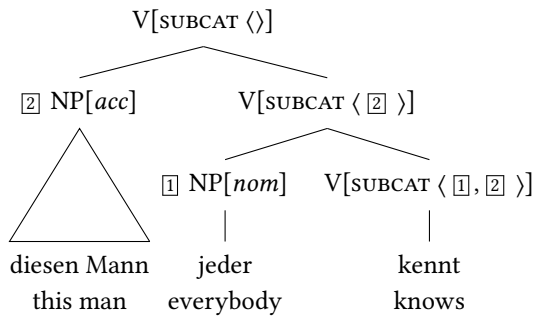 V[SUBCAT ⟨⟩]
2 NP[acc] V[SUBCAT ⟨ 2 ⟩]
1 NP[nom] V[SUBCAT ⟨ 1, 2 ⟩]
diesen Mann jeder kennt
this man everybody knows